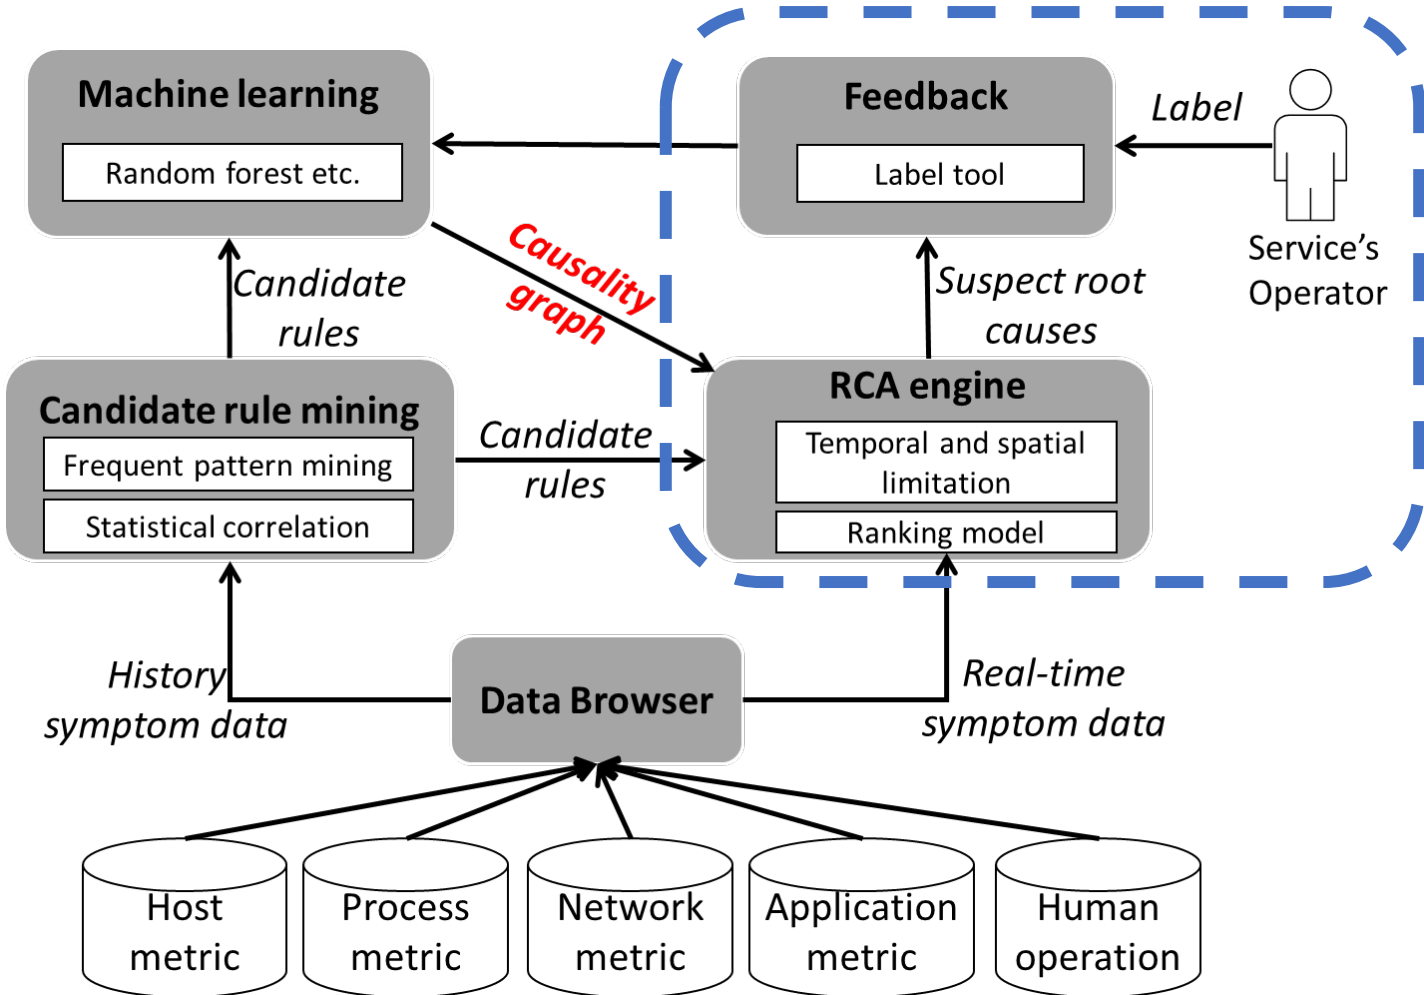 Machine learning
Random forest etc.
Feedback
Label tool
Label
Service's
Operator
Causality
graph
Candidate
rules
Suspect root
causes
Candidate rule mining
Frequent pattern mining
Statistical correlation
Candidate
rules
RCA engine
Temporal and spatial
limitation
Ranking model
History
symptom data
Data Browser
Real-time
symptom data
Host
metric
Process
metric
Network
metric
Application
metric
Human
operation